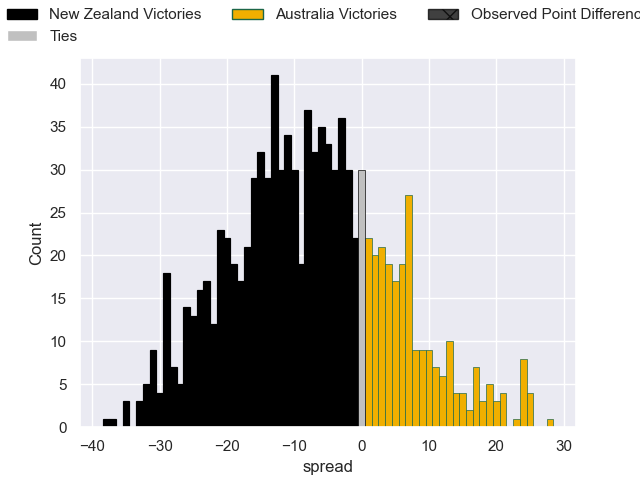 New Zealand Victories
Australia Victories
Observed Point Differenc
Ties
40
35
30
25
20
15
10
5
0
Count
−40 −30 −20 −10 0 10 20 30
spread